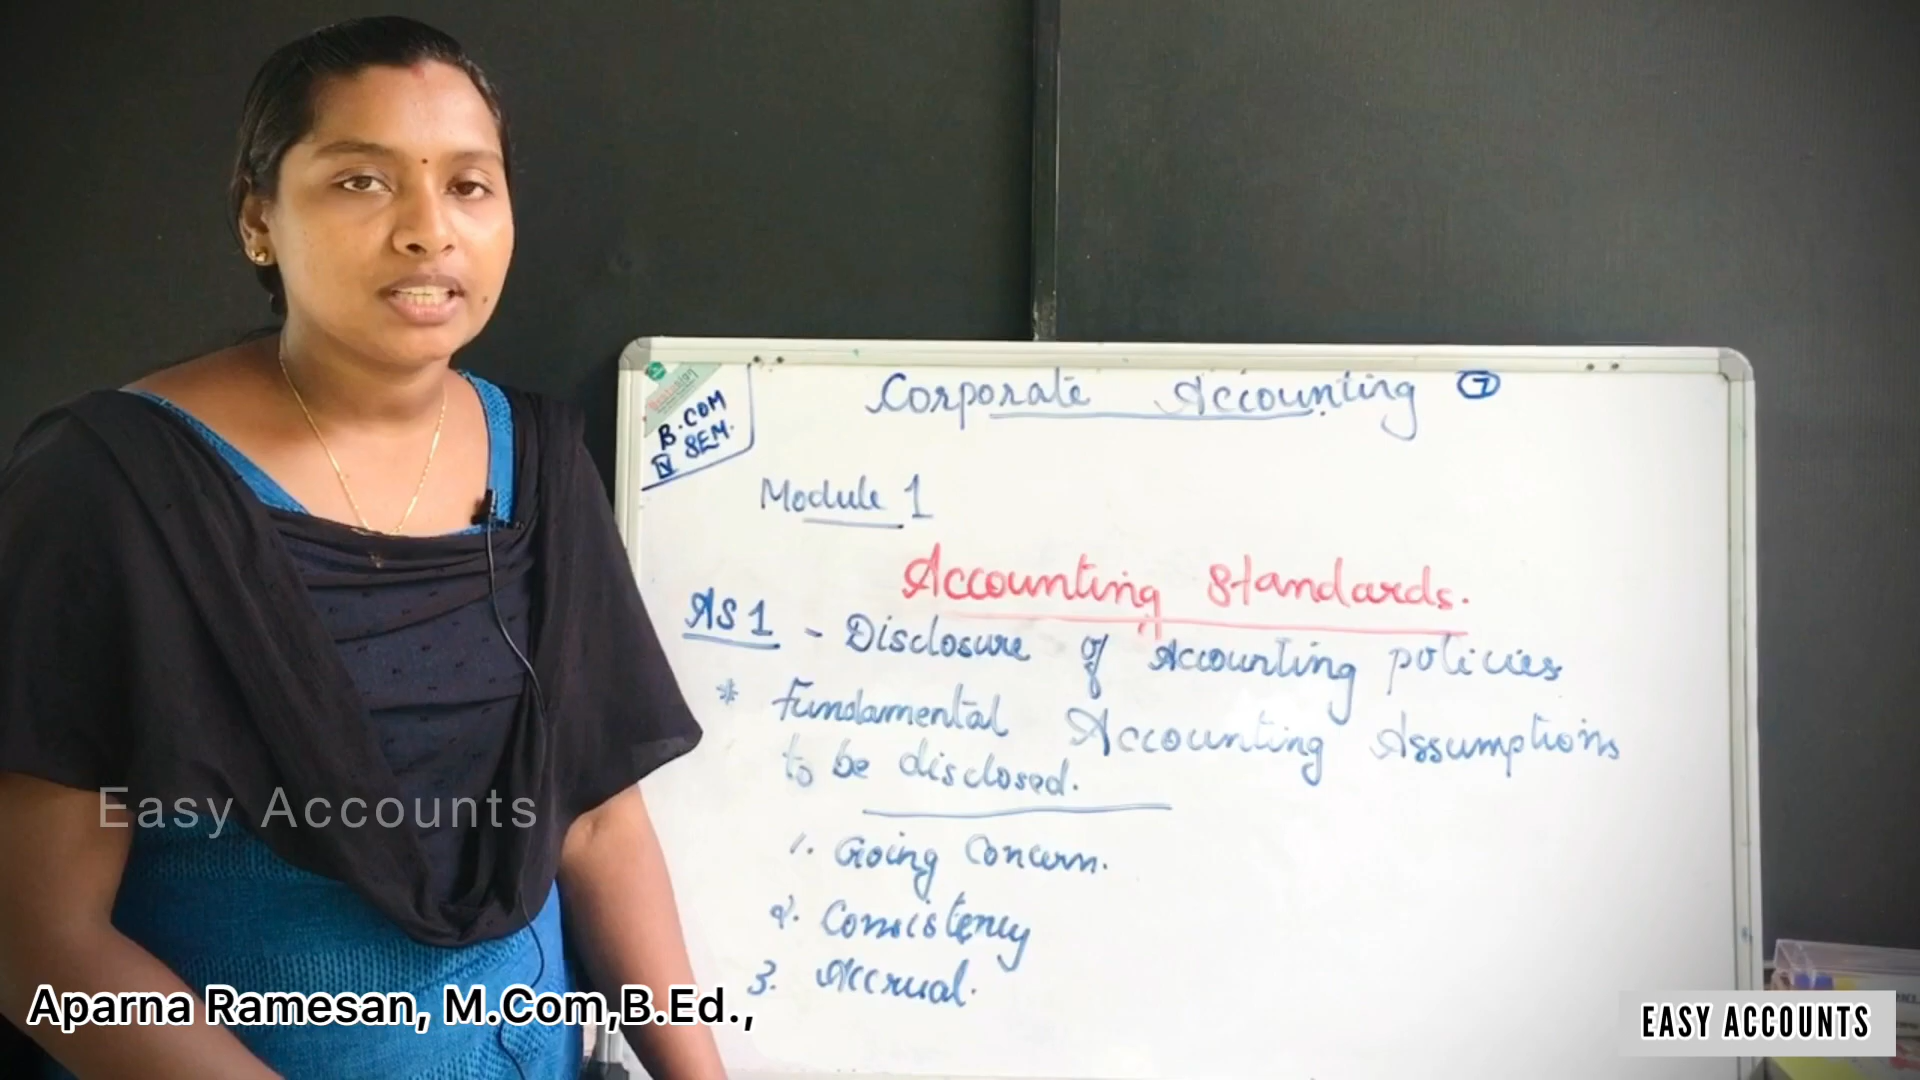 Corporate Accounting 7
B.COM
IV SEM.
Module 1
Accounting Standards.
AS 1 - Disclosure of Accounting policies
* Fundamental Accounting Assumptions
to be disclosed.
1. Going Concern.
2. Consistency
3. Accrual.
Easy Accounts
Aparna Ramesan, M.Com,B.Ed.,
EASY ACCOUNTS